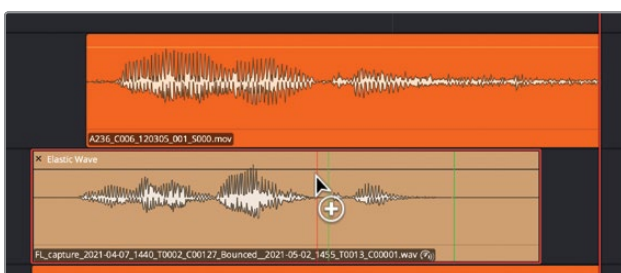 A236_C006_120305_001_S000.mov
× Elastic Wave
FL_capture_2021-04-07_1440_T0002_C00127_Bounced__2021-05-02_1455_T0013_C00001.wav